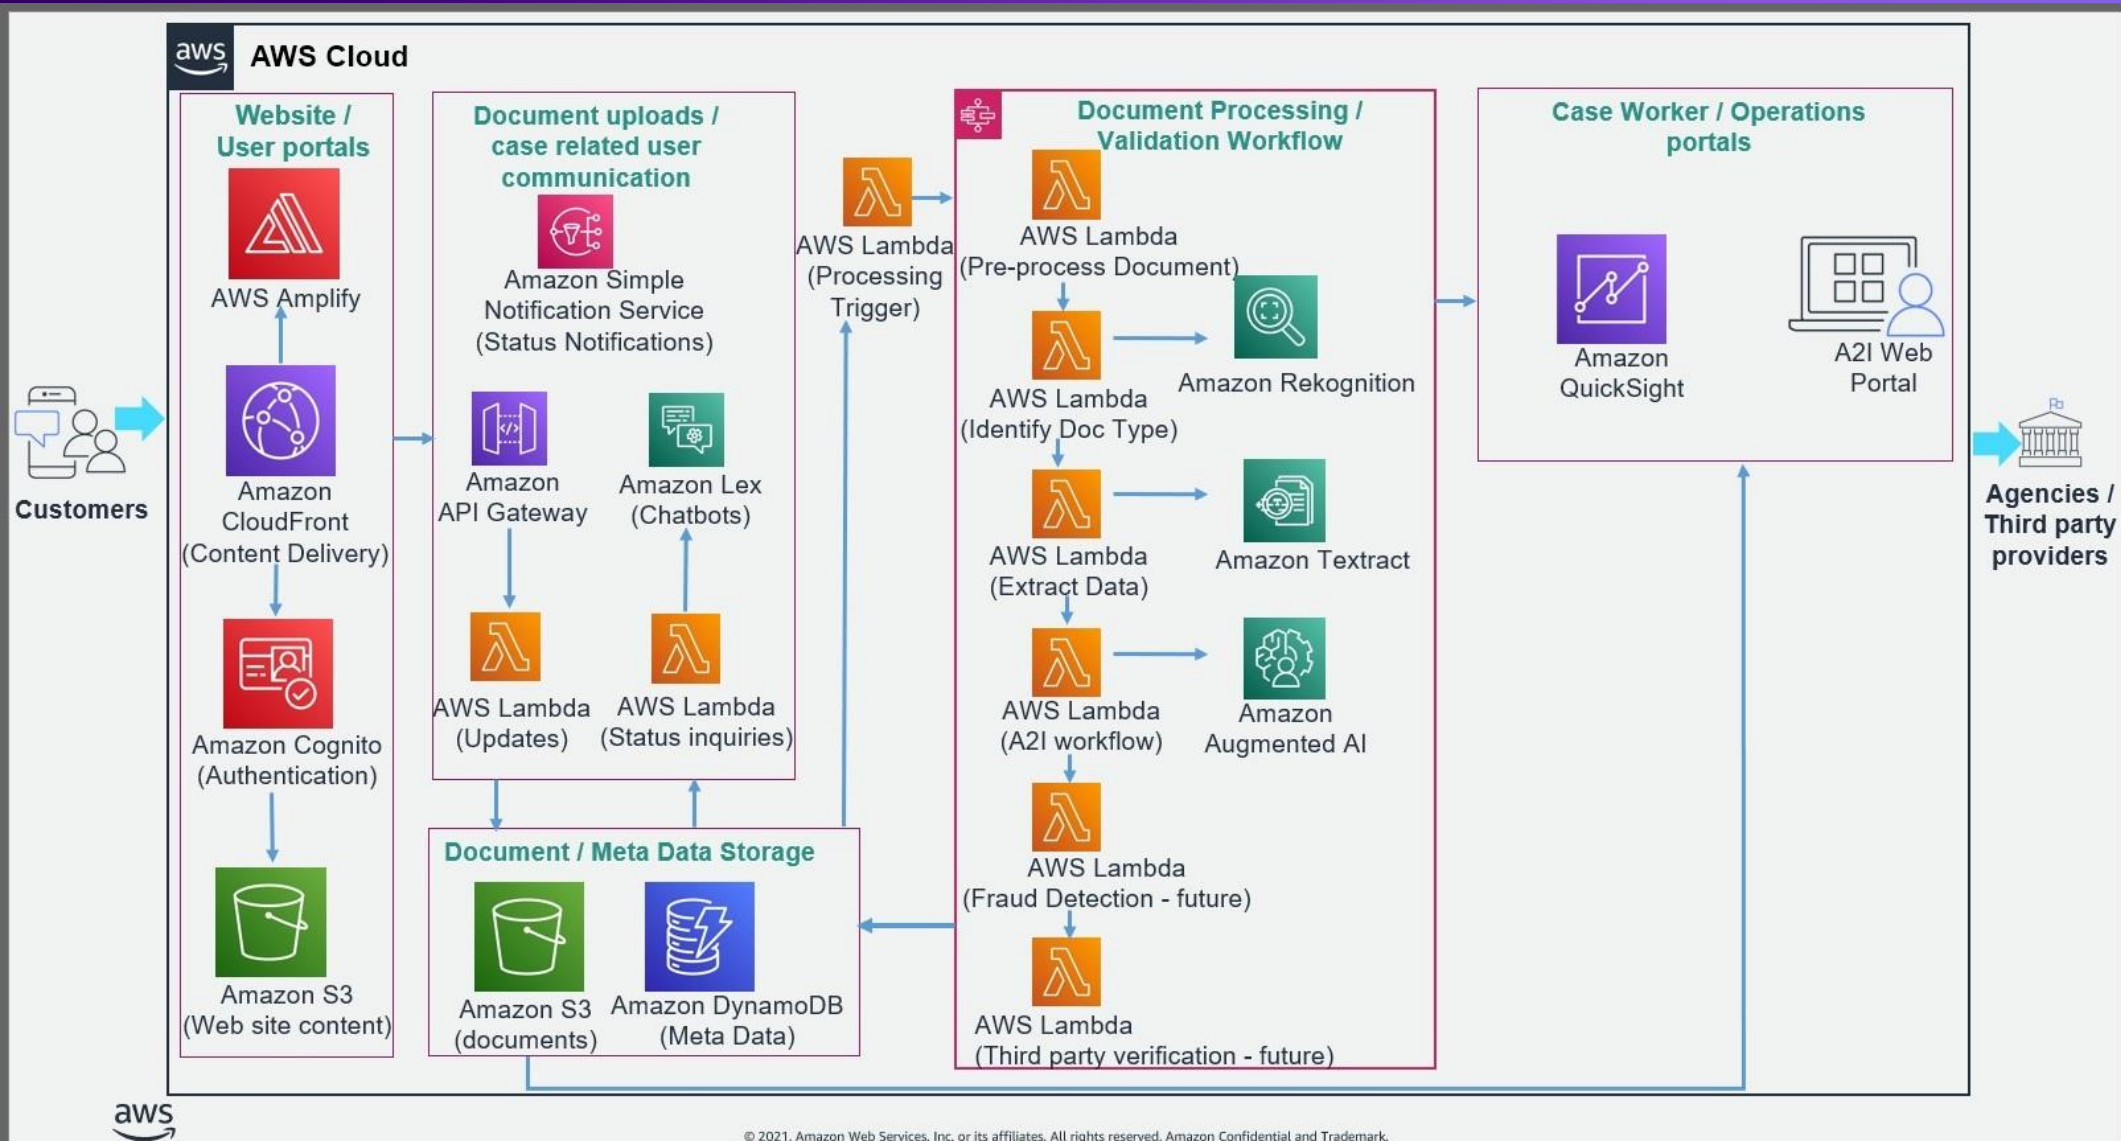 aws
AWS Cloud
Customers
Website /
User portals
AWS Amplify
Amazon
CloudFront
(Content Delivery)
Amazon Cognito
(Authentication)
Amazon S3
(Web site content)
Document uploads /
case related user
communication
Amazon Simple
Notification Service
(Status Notifications)
Amazon
API Gateway
Amazon Lex
(Chatbots)
AWS Lambda
(Updates)
AWS Lambda
(Status inquiries)
Document / Meta Data Storage
Amazon S3
(documents)
Amazon DynamoDB
(Meta Data)
AWS Lambda
(Processing
Trigger)
Document Processing /
Validation Workflow
AWS Lambda
(Pre-process Document)
AWS Lambda
(Identify Doc Type)
Amazon Rekognition
AWS Lambda
(Extract Data)
Amazon Textract
AWS Lambda
(A2I workflow)
Amazon
Augmented AI
AWS Lambda
(Fraud Detection - future)
AWS Lambda
(Third party verification - future)
Case Worker / Operations
portals
Amazon
QuickSight
A2I Web
Portal
Agencies /
Third party
providers
aws
© 2021, Amazon Web Services, Inc. or its affiliates. All rights reserved. Amazon Confidential and Trademark.